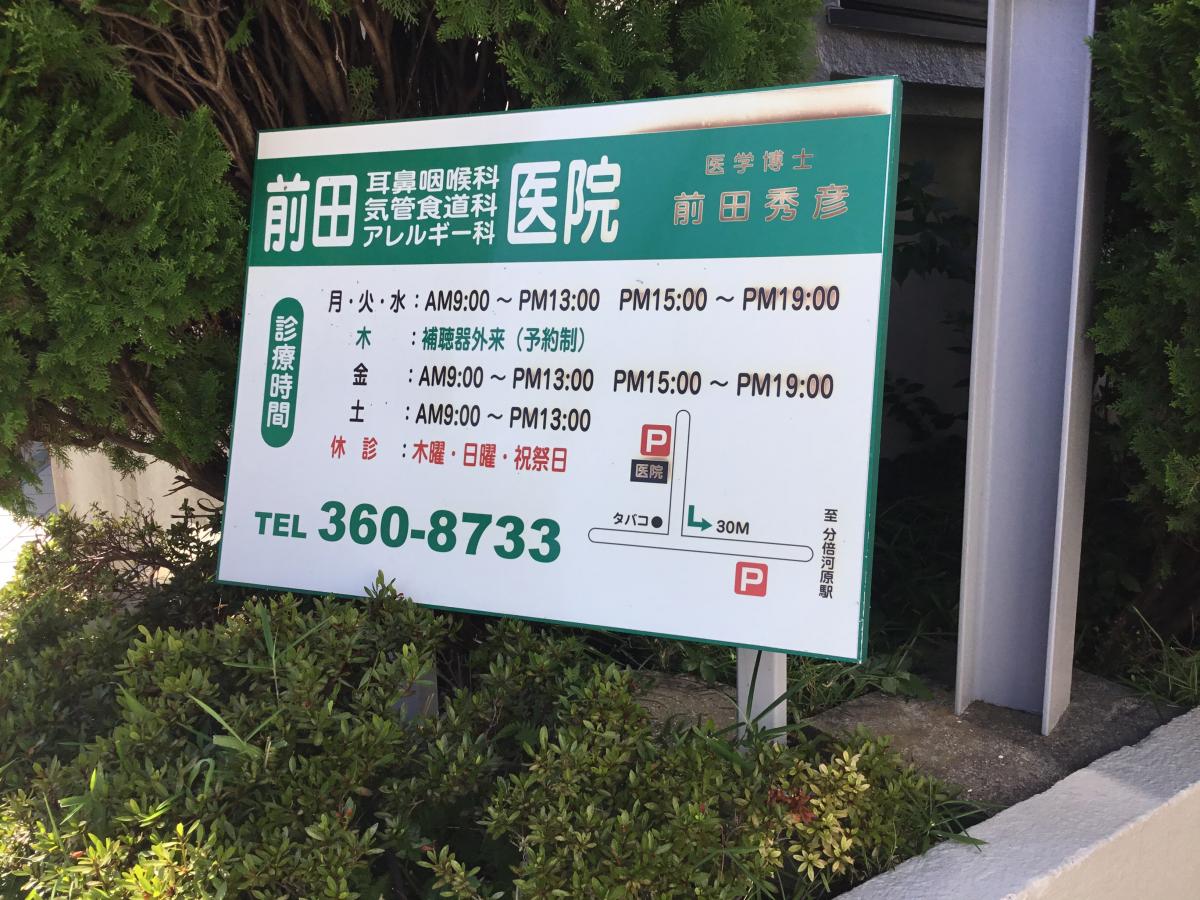 前田 耳鼻咽喉科 医院
気管食道科
アレルギー科
医学博士
前田秀彦
診療時間
月・火・水：AM9:00～PM13:00 PM15:00～PM19:00
木：補聴器外来（予約制）
金：AM9:00～PM13:00 PM15:00～PM19:00
土：AM9:00～PM13:00
休診：木曜・日曜・祝祭日
TEL 360-8733
P
医院
タバコ●
30M
P
至 分倍河原駅